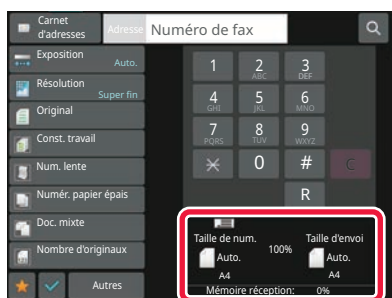 Carnet
d'adresses
Adresse
Numéro de fax
Exposition
Auto.
Résolution
Super fin
Original
Const. travail
Num. lente
Numér. papier épais
Doc. mixte
Nombre d'originaux
Autres
1
2
ABC
3
DEF
4
GHI
5
JKL
6
MNO
7
PQRS
8
TUV
9
WXYZ
0
#
C
R
Taille de num.
100%
Taille d'envoi
Auto.
Auto.
A4
A4
Mémoire réception: 0%